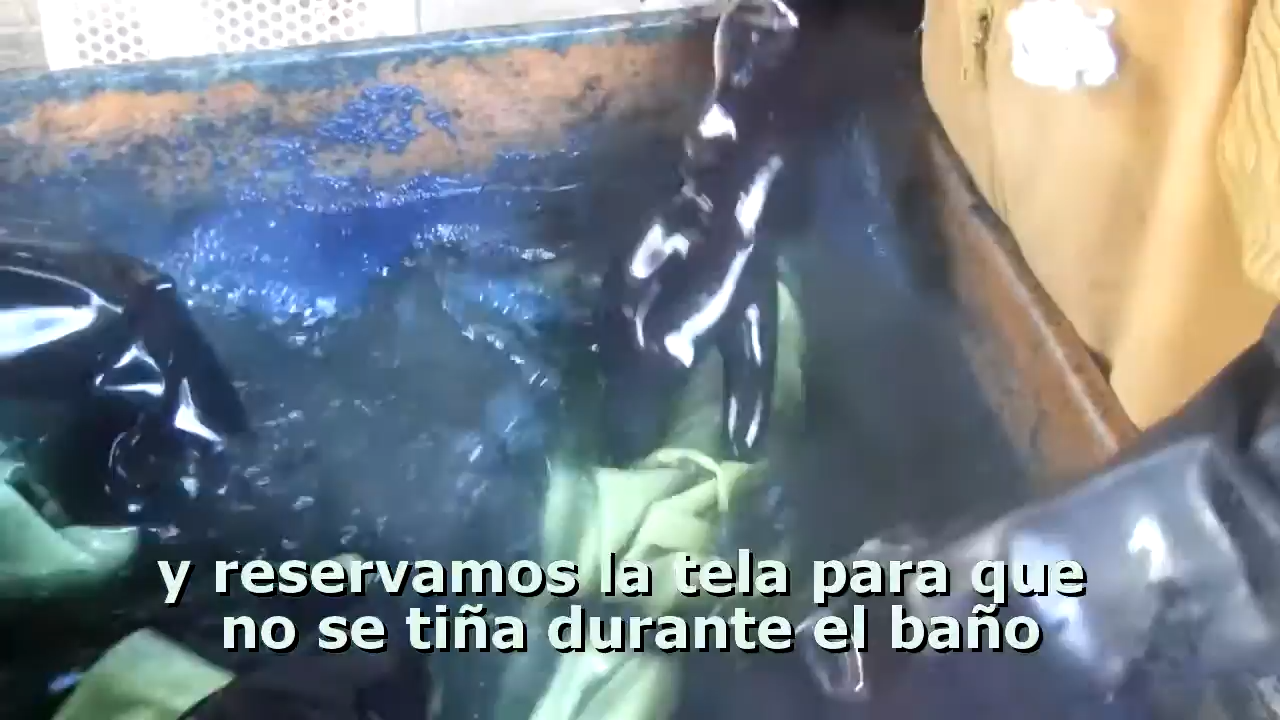 y reservamos la tela para que
no se tiña durante el baño